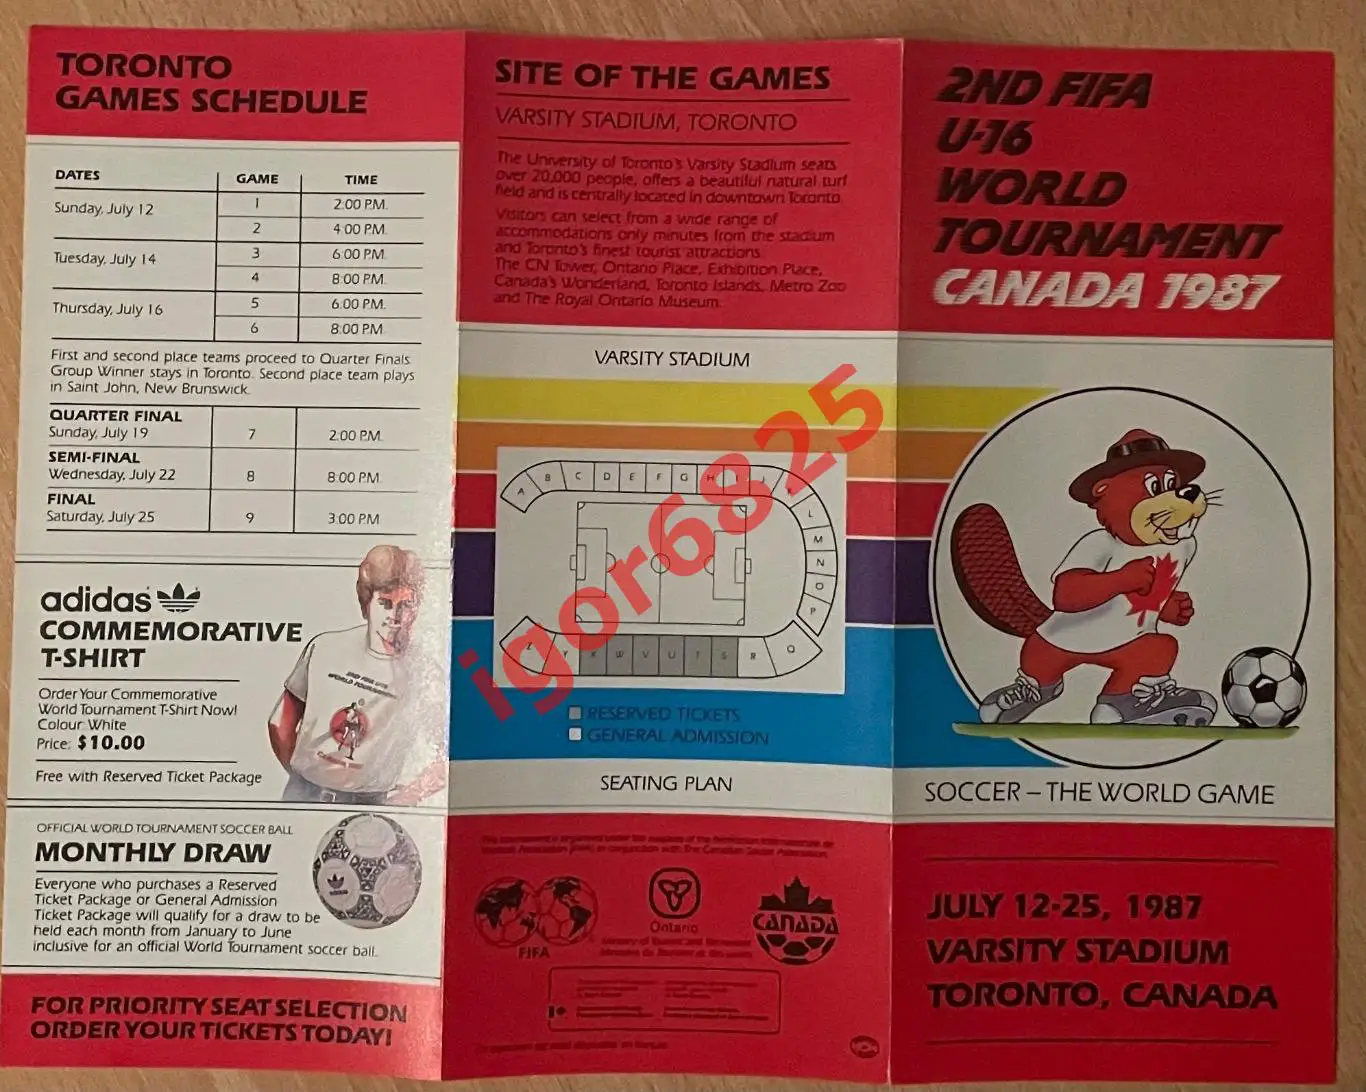 TORONTO
GAMES SCHEDULE
DATES GAME TIME
Sunday, July 12 1 2:00 P.M.
2 4:00 P.M.
Tuesday, July 14 3 6:00 P.M.
4 8:00 P.M.
Thursday, July 16 5 6:00 P.M.
6 8:00 P.M.
First and second place teams proceed to Quarter Finals.
Group Winner stays in Toronto. Second place team plays
in Saint John, New Brunswick.
QUARTER FINAL
Sunday, July 19 7 2:00 P.M.
SEMI-FINAL
Wednesday, July 22 8 8:00 P.M.
FINAL
Saturday, July 25 9 3:00 P.M.
adidas
COMMEMORATIVE
T-SHIRT
Order Your Commemorative
World Tournament T-Shirt Now!
Colour: White
Price: $10.00
Free with Reserved Ticket Package
2ND FIFA U-16
WORLD TOURNAMENT
OFFICIAL WORLD TOURNAMENT SOCCER BALL
MONTHLY DRAW
Everyone who purchases a Reserved
Ticket Package or General Admission
Ticket Package will qualify for a draw to be
held each month from January to June
inclusive for an official World Tournament soccer ball.
FOR PRIORITY SEAT SELECTION
ORDER YOUR TICKETS TODAY!
SITE OF THE GAMES
VARSITY STADIUM, TORONTO
The University of Toronto's Varsity Stadium seats
over 20,000 people, offers a beautiful natural turf
field and is centrally located in downtown Toronto.
Visitors can select from a wide range of
accommodations only minutes from the stadium
and Toronto's finest tourist attractions:
The CN Tower, Ontario Place, Exhibition Place,
Canada's Wonderland, Toronto Islands, Metro Zoo
and The Royal Ontario Museum.
VARSITY STADIUM
A B C D E F G H I J
L
M
N
O
P
Z Y X W V U T S R Q
RESERVED TICKETS
GENERAL ADMISSION
SEATING PLAN
in conjunction with The Canadian Soccer Association.
FIFA
Ontario
CANADA
2ND FIFA
U-16
WORLD
TOURNAMENT
CANADA 1987
SOCCER – THE WORLD GAME
JULY 12-25, 1987
VARSITY STADIUM
TORONTO, CANADA
igor6825